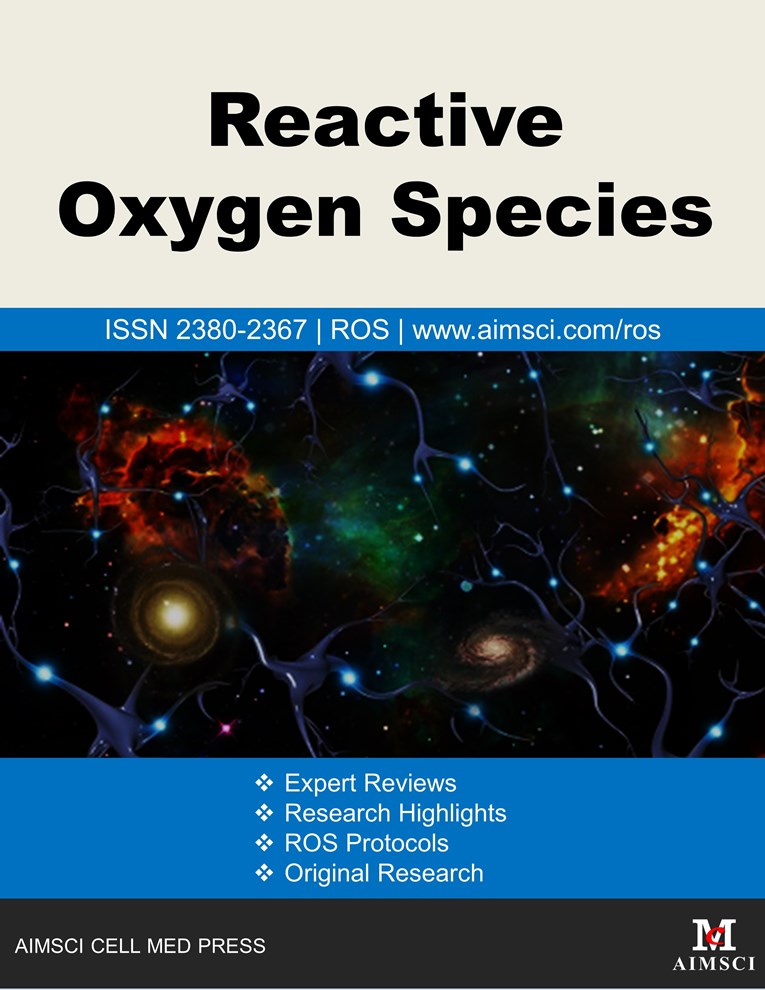 Reactive
Oxygen Species
ISSN 2380-2367 | ROS | www.aimsci.com/ros
❖ Expert Reviews
❖ Research Highlights
❖ ROS Protocols
❖ Original Research
AIMSCI CELL MED PRESS
MC
AIMSCI